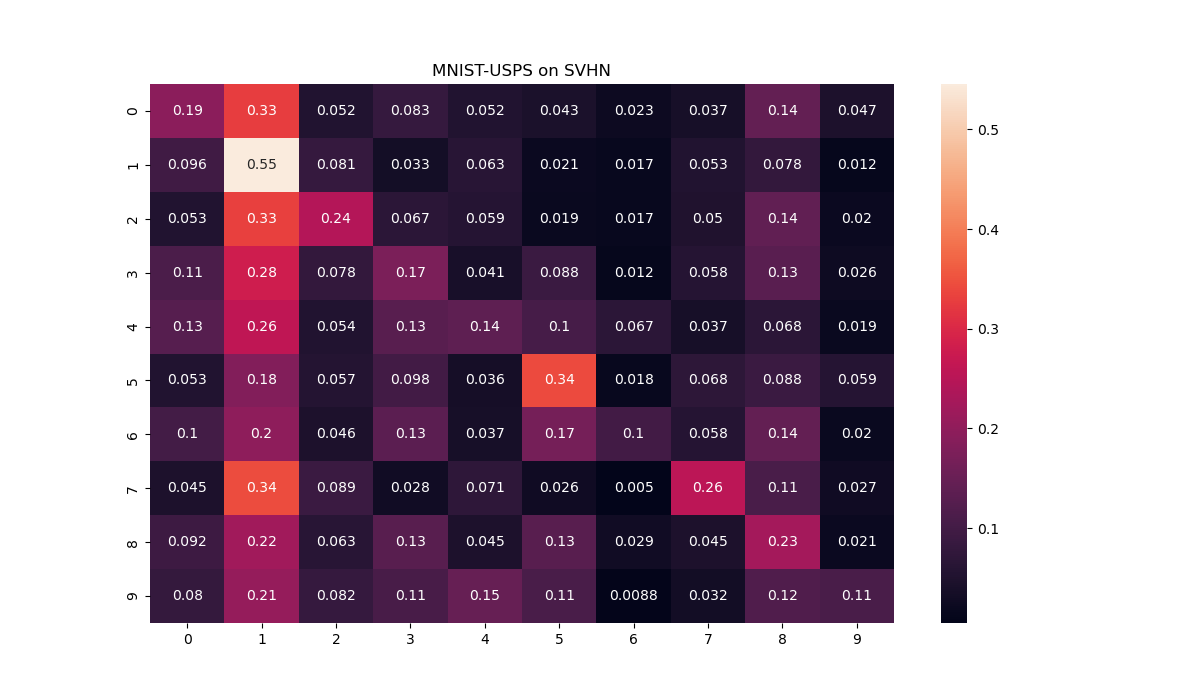 MNIST-USPS on SVHN
0 0.19 0.33 0.052 0.083 0.052 0.043 0.023 0.037 0.14 0.047
1 0.096 0.55 0.081 0.033 0.063 0.021 0.017 0.053 0.078 0.012
2 0.053 0.33 0.24 0.067 0.059 0.019 0.017 0.05 0.14 0.02
3 0.11 0.28 0.078 0.17 0.041 0.088 0.012 0.058 0.13 0.026
4 0.13 0.26 0.054 0.13 0.14 0.1 0.067 0.037 0.068 0.019
5 0.053 0.18 0.057 0.098 0.036 0.34 0.018 0.068 0.088 0.059
6 0.1 0.2 0.046 0.13 0.037 0.17 0.1 0.058 0.14 0.02
7 0.045 0.34 0.089 0.028 0.071 0.026 0.005 0.26 0.11 0.027
8 0.092 0.22 0.063 0.13 0.045 0.13 0.029 0.045 0.23 0.021
9 0.08 0.21 0.082 0.11 0.15 0.11 0.0088 0.032 0.12 0.11
0 1 2 3 4 5 6 7 8 9
0.5
0.4
0.3
0.2
0.1